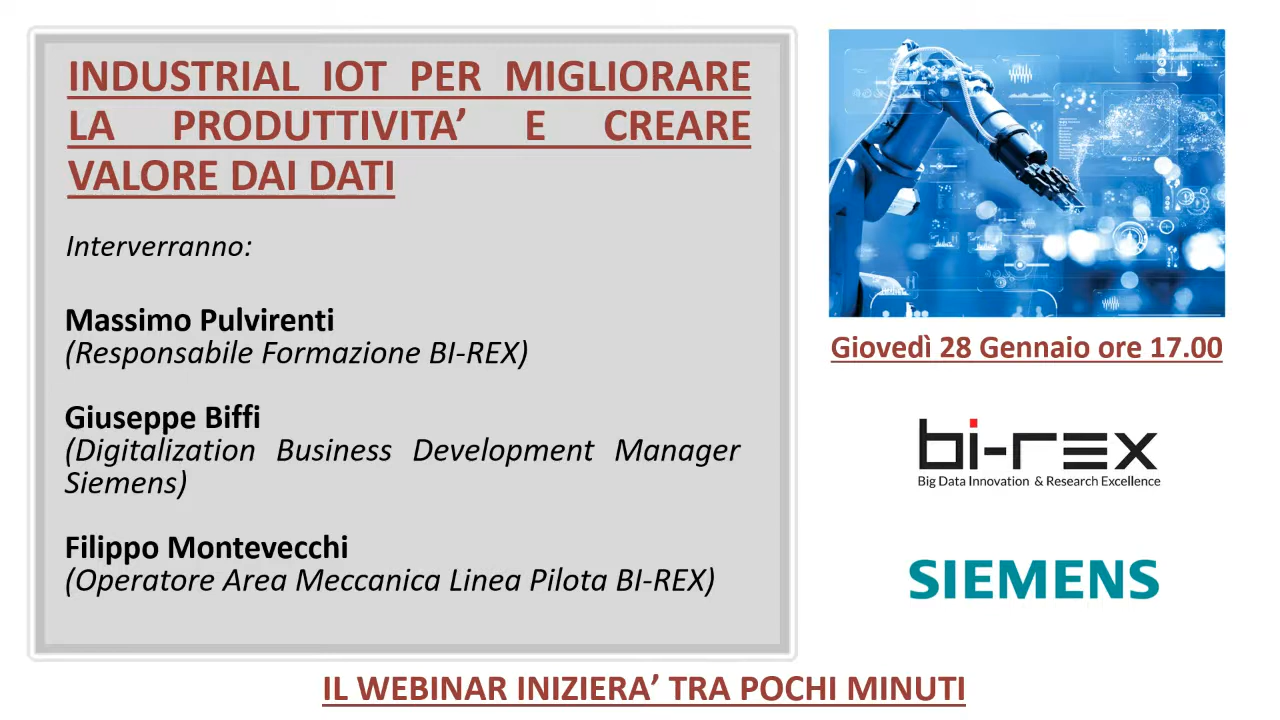 INDUSTRIAL IOT PER MIGLIORARE
LA PRODUTTIVITA’ E CREARE
VALORE DAI DATI
Interverranno:
Massimo Pulvirenti
(Responsabile Formazione BI-REX)
Giuseppe Biffi
(Digitalization Business Development Manager
Siemens)
Filippo Montevecchi
(Operatore Area Meccanica Linea Pilota BI-REX)
Giovedì 28 Gennaio ore 17.00
bi-rex
Big Data Innovation & Research Excellence
SIEMENS
IL WEBINAR INIZIERA’ TRA POCHI MINUTI